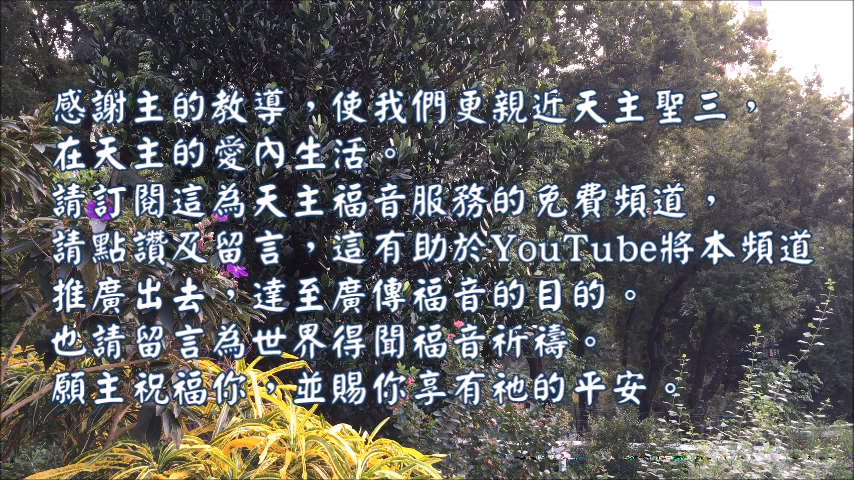 感謝主的教導，使我們更親近天主聖三，
在天主的愛內生活。
請訂閱這為天主福音服務的免費頻道，
請點讚及留言，這有助於YouTube將本頻道
推廣出去，達至廣傳福音的目的。
也請留言為世界得聞福音祈禱。
願主祝福你，並賜你享有祂的平安。